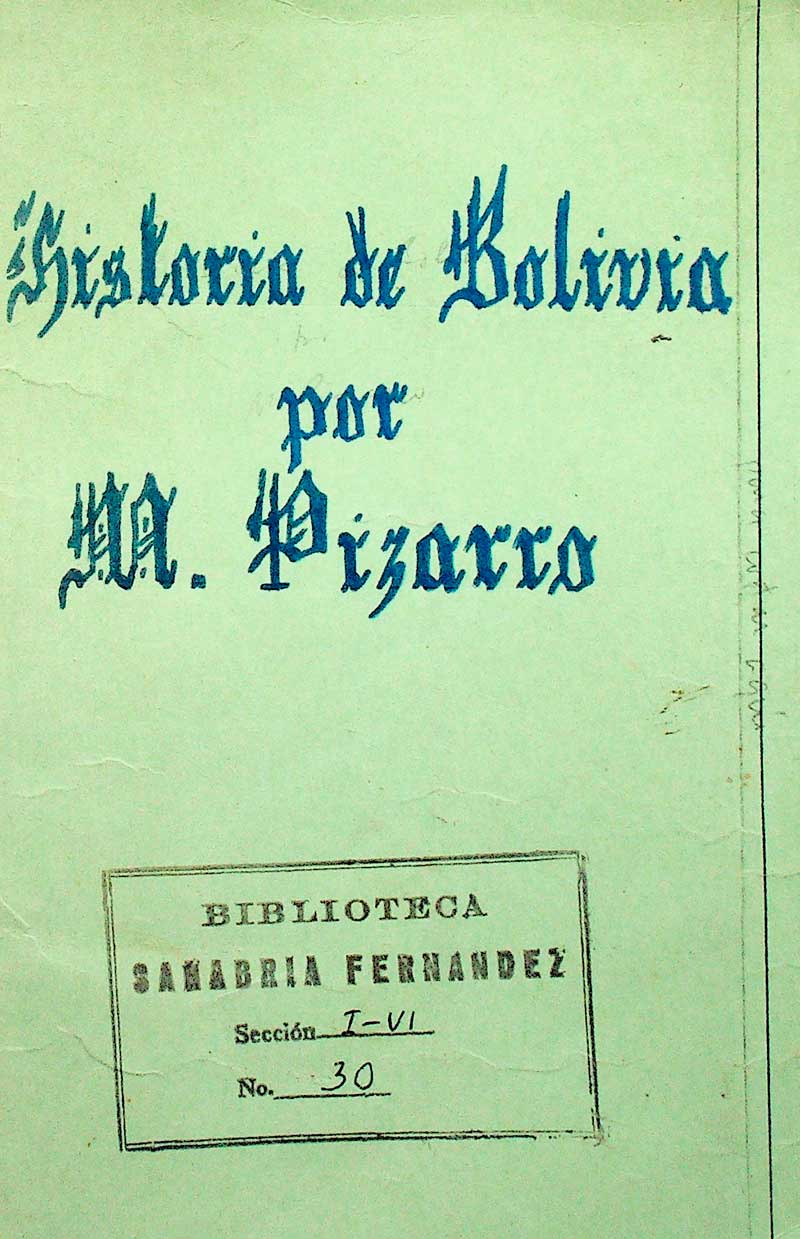 Historia de Bolivia
por
M. Pizarro
BIBLIOTECA
SANABRIA FERNANDEZ
Sección I-VI
No. 30